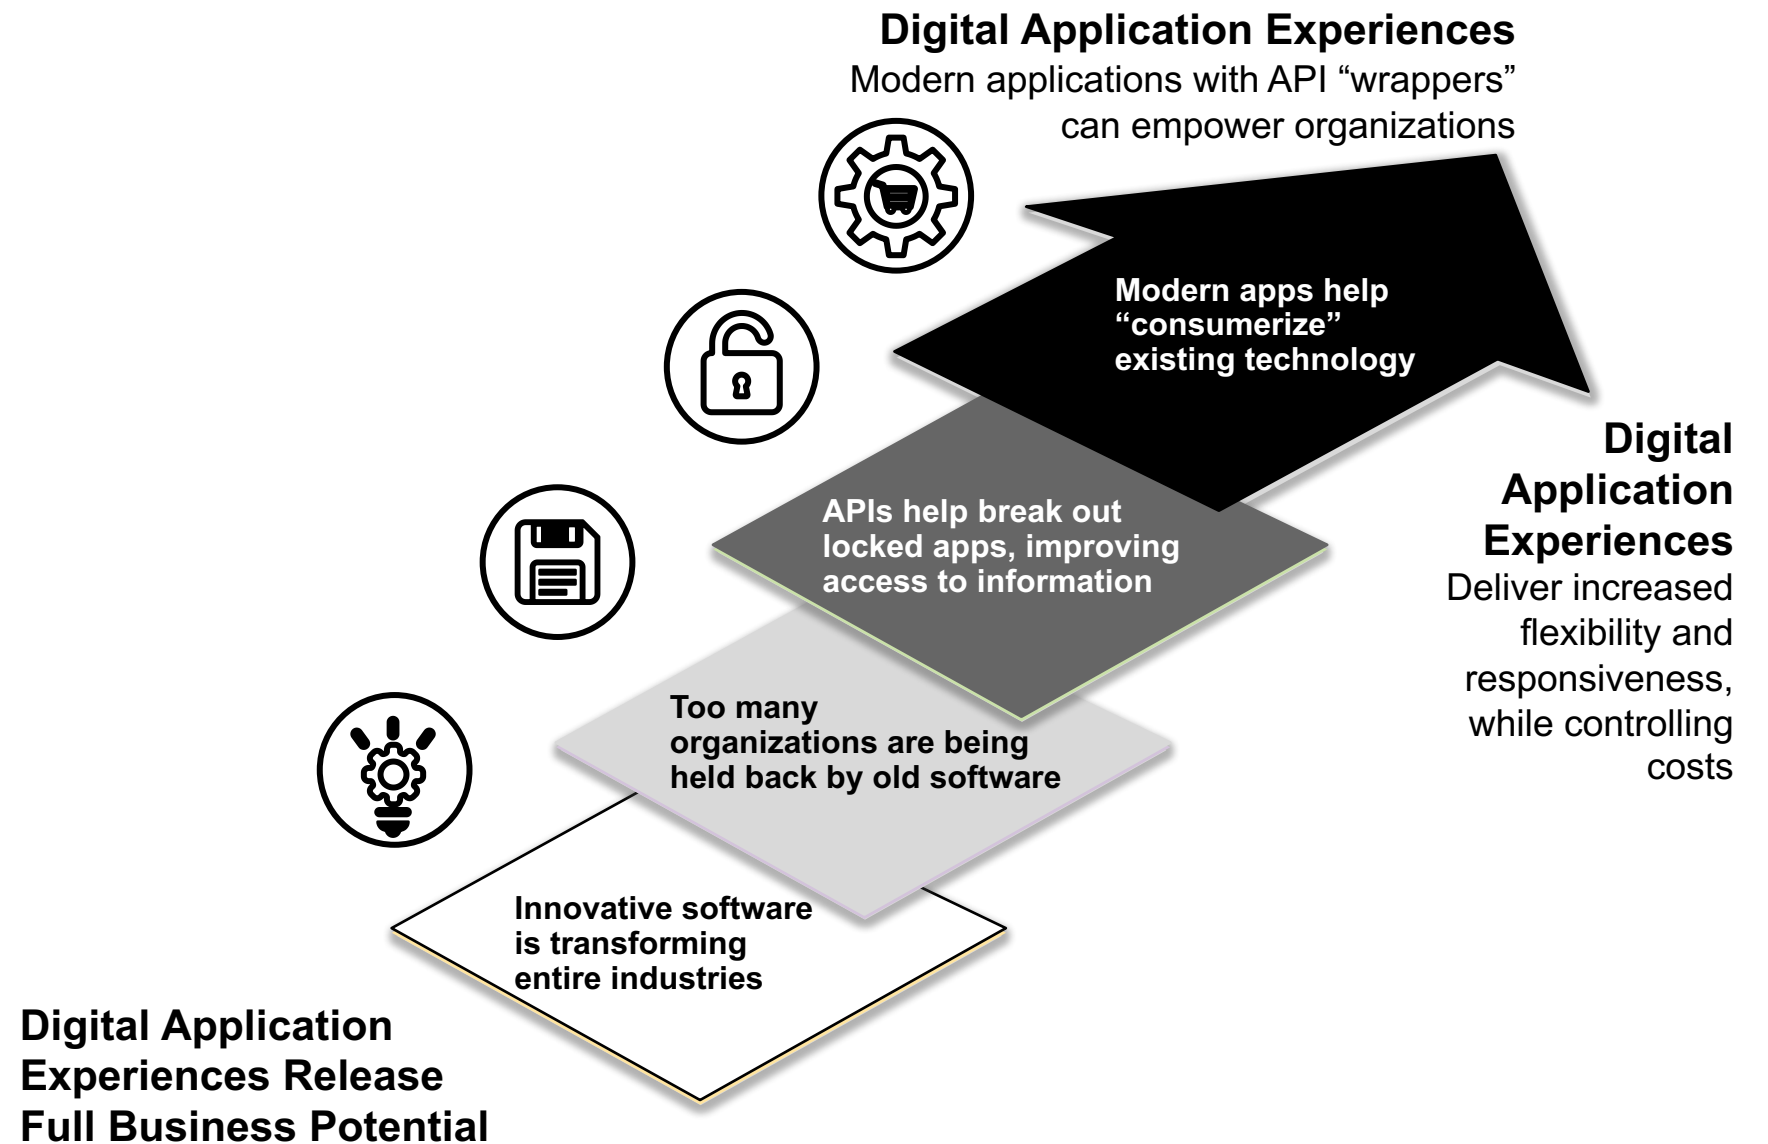 Digital Application Experiences
Modern applications with API “wrappers”
can empower organizations
Modern apps help
“consumerize”
existing technology
Digital
Application
Experiences
Deliver increased
flexibility and
responsiveness,
while controlling
costs
APIs help break out
locked apps, improving
access to information
Too many
organizations are being
held back by old software
Innovative software
is transforming
entire industries
Digital Application
Experiences Release
Full Business Potential